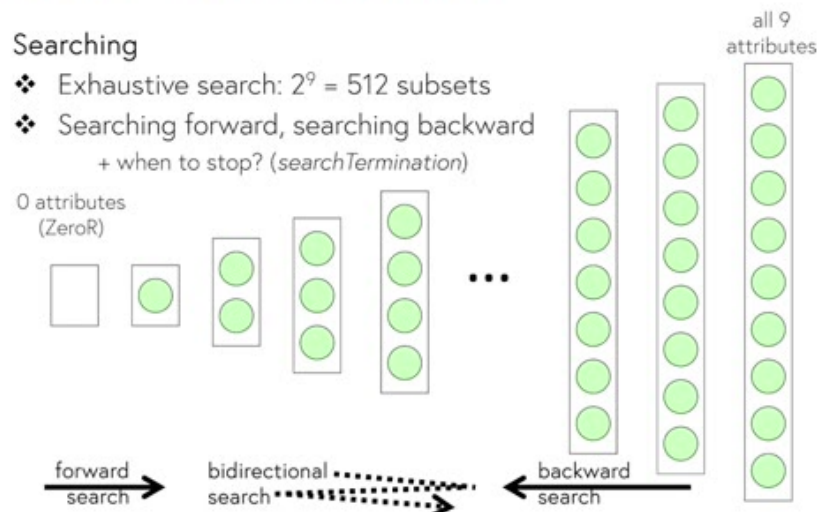 Searching
❖ Exhaustive search: 2⁹ = 512 subsets
❖ Searching forward, searching backward
+ when to stop? (searchTermination)
0 attributes
(ZeroR)
...
all 9
attributes
forward
search
bidirectional
search
backward
search